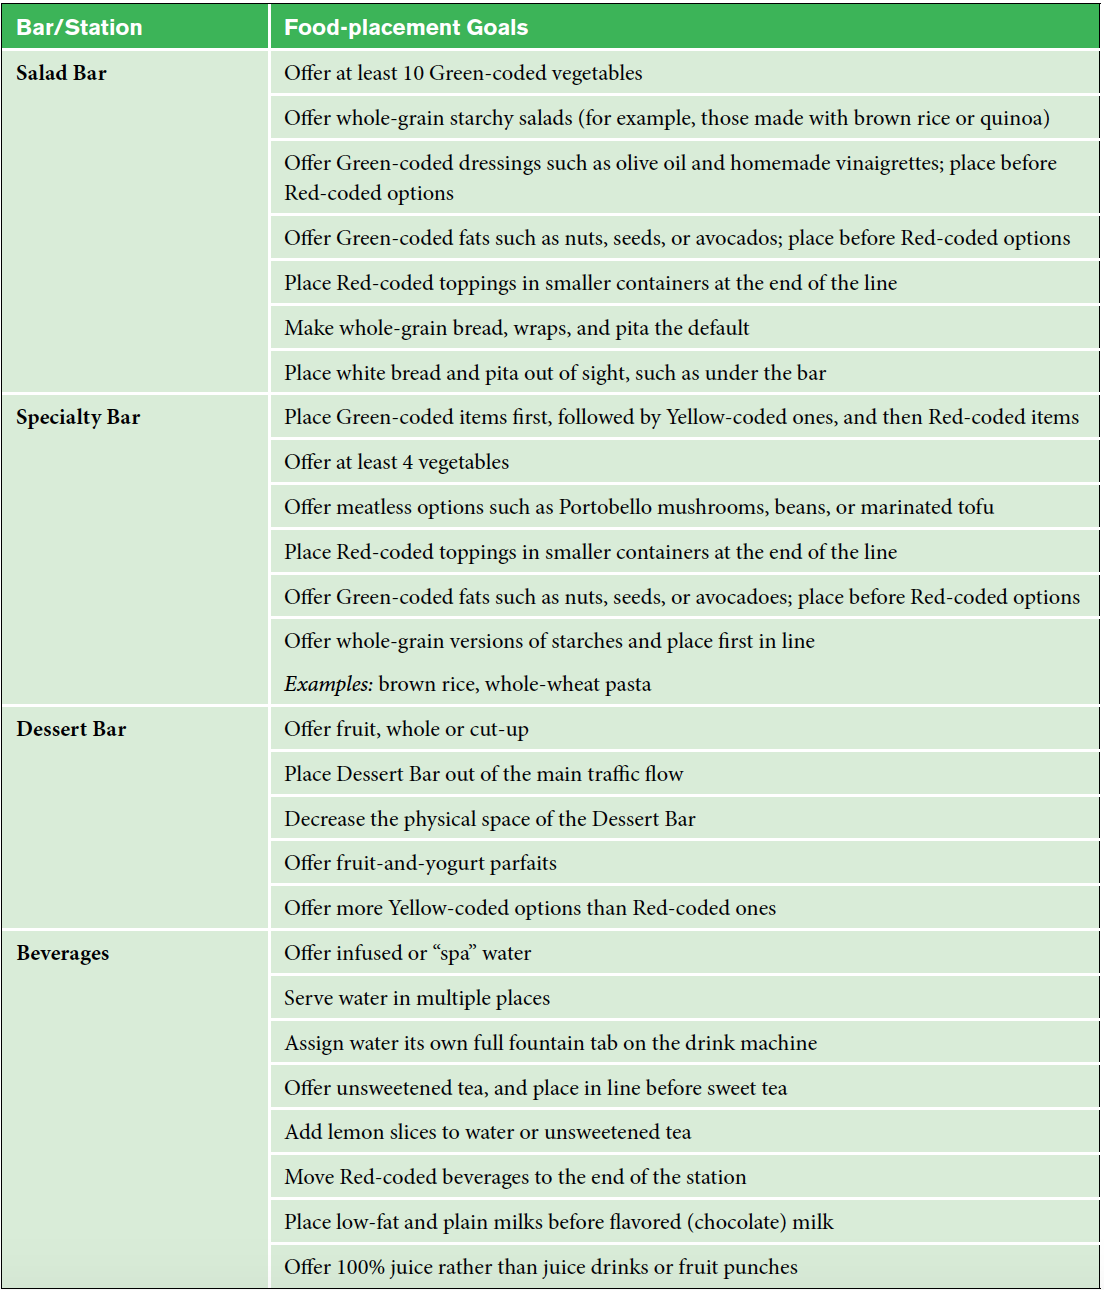 Bar/Station
Food-placement Goals
Salad Bar
Offer at least 10 Green-coded vegetables
Offer whole-grain starchy salads (for example, those made with brown rice or quinoa)
Offer Green-coded dressings such as olive oil and homemade vinaigrettes; place before
Red-coded options
Offer Green-coded fats such as nuts, seeds, or avocados; place before Red-coded options
Place Red-coded toppings in smaller containers at the end of the line
Make whole-grain bread, wraps, and pita the default
Place white bread and pita out of sight, such as under the bar
Specialty Bar
Place Green-coded items first, followed by Yellow-coded ones, and then Red-coded items
Offer at least 4 vegetables
Offer meatless options such as Portobello mushrooms, beans, or marinated tofu
Place Red-coded toppings in smaller containers at the end of the line
Offer Green-coded fats such as nuts, seeds, or avocadoes; place before Red-coded options
Offer whole-grain versions of starches and place first in line
Examples: brown rice, whole-wheat pasta
Dessert Bar
Offer fruit, whole or cut-up
Place Dessert Bar out of the main traffic flow
Decrease the physical space of the Dessert Bar
Offer fruit-and-yogurt parfaits
Offer more Yellow-coded options than Red-coded ones
Beverages
Offer infused or “spa” water
Serve water in multiple places
Assign water its own full fountain tab on the drink machine
Offer unsweetened tea, and place in line before sweet tea
Add lemon slices to water or unsweetened tea
Move Red-coded beverages to the end of the station
Place low-fat and plain milks before flavored (chocolate) milk
Offer 100% juice rather than juice drinks or fruit punches